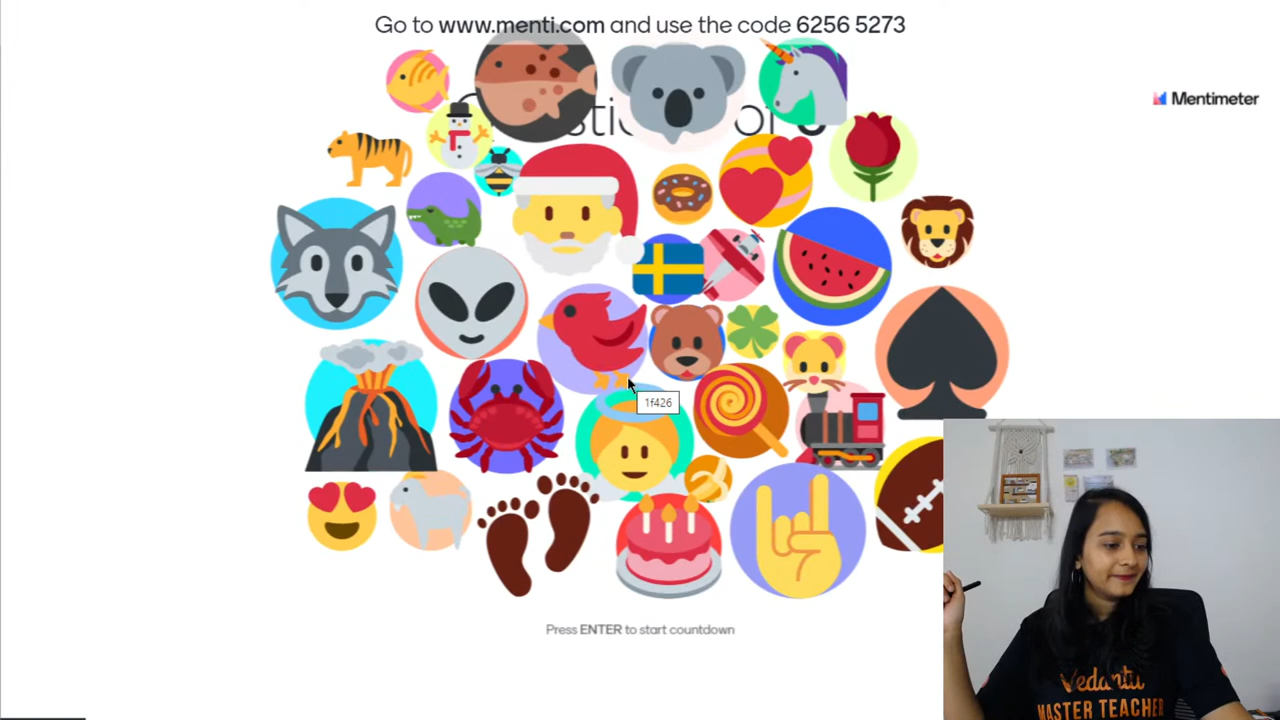 Go to www.menti.com and use the code 6256 5273
Mentimeter
1f426
Press ENTER to start countdown
Vedantu
MASTER TEACHER